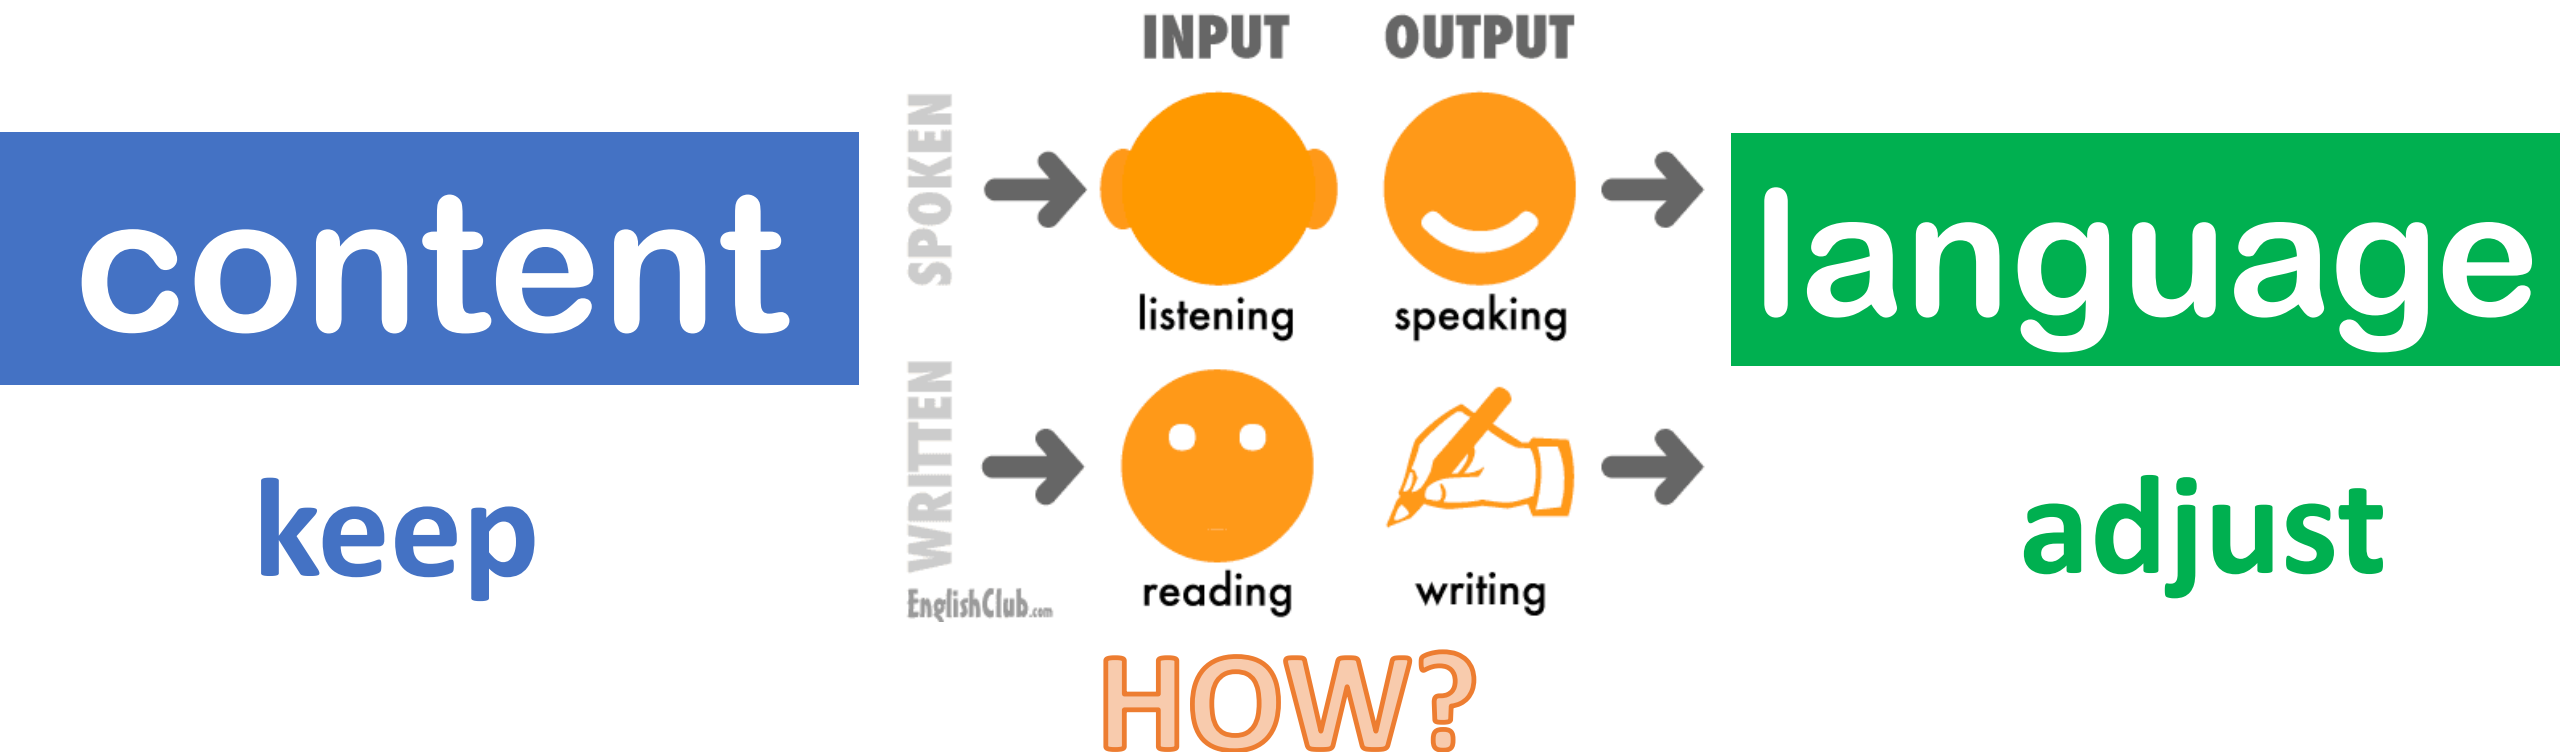 INPUT OUTPUT
SPOKEN
content
language
listening speaking
WRITTEN
keep
adjust
reading writing
EnglishClub.com
HOW?